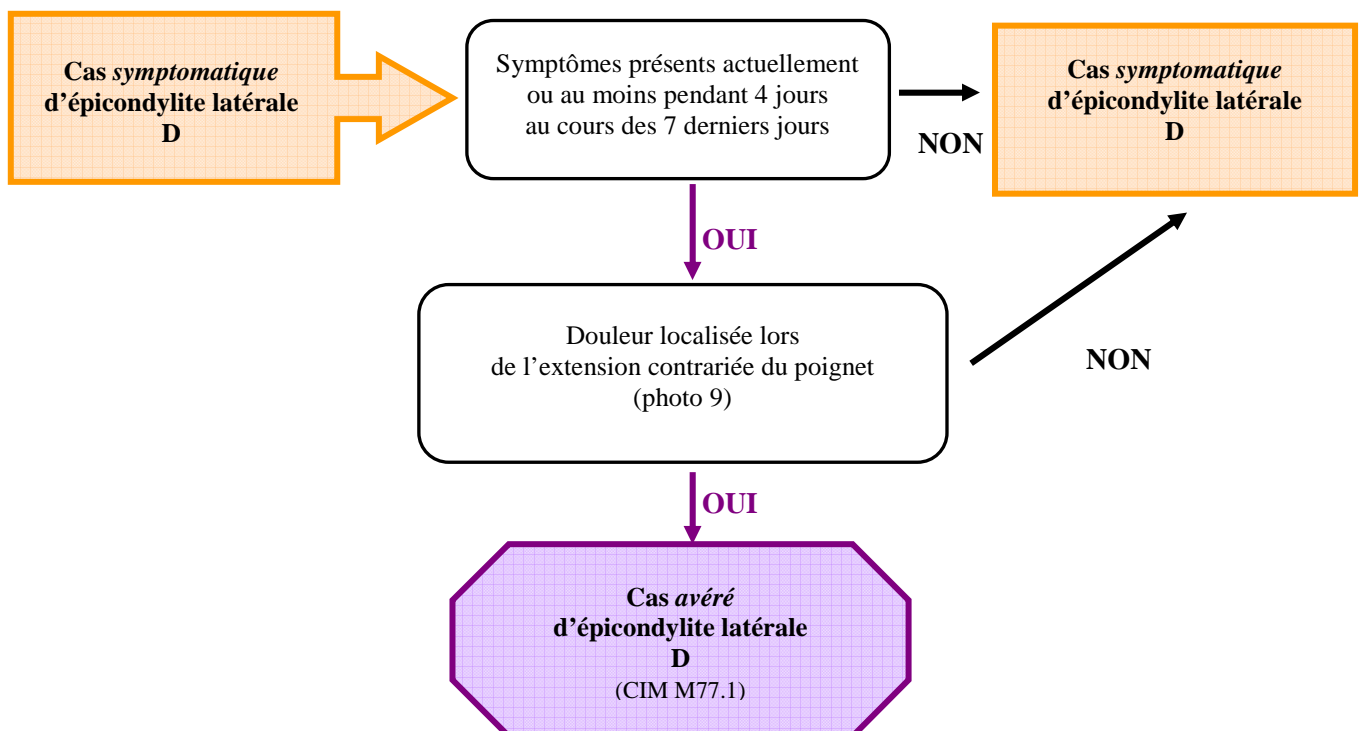 Cas symptomatique
d’épicondylite latérale
D
Symptômes présents actuellement
ou au moins pendant 4 jours
au cours des 7 derniers jours
NON
Cas symptomatique
d’épicondylite latérale
D
OUI
Douleur localisée lors
de l’extension contrariée du poignet
(photo 9)
NON
OUI
Cas avéré
d’épicondylite latérale
D
(CIM M77.1)